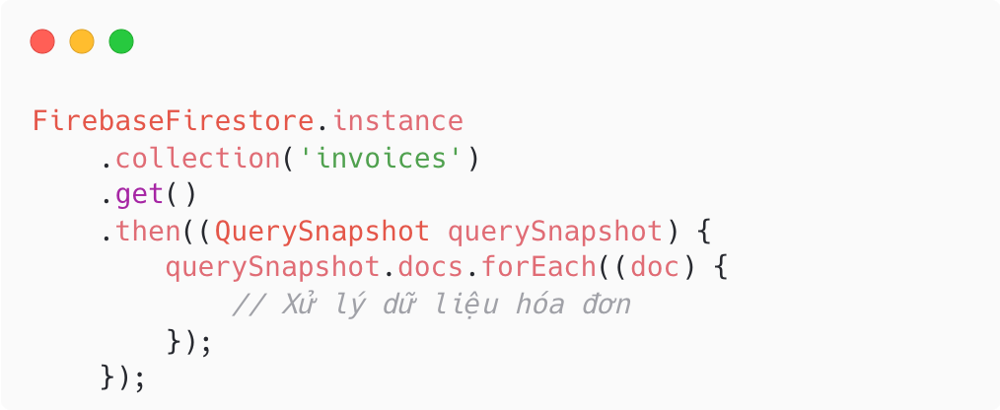 FirebaseFirestore.instance
    .collection('invoices')
    .get()
    .then((QuerySnapshot querySnapshot) {
        querySnapshot.docs.forEach((doc) {
            // Xử lý dữ liệu hóa đơn
        });
    });